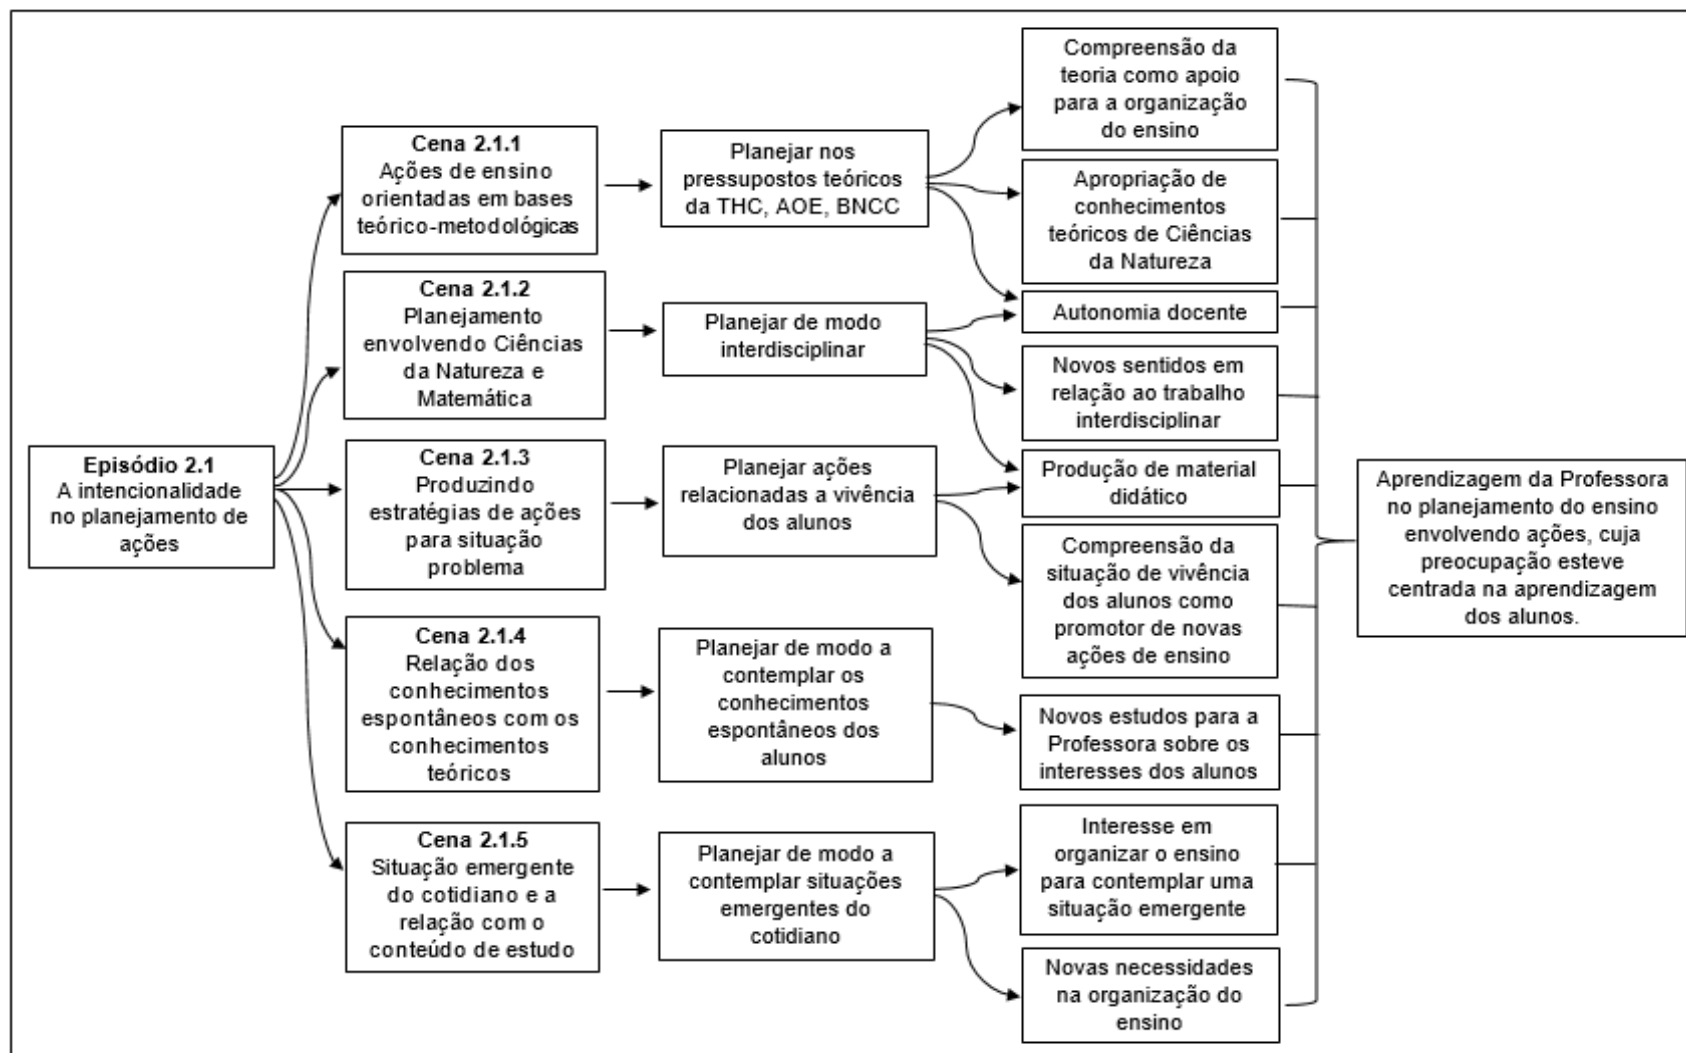 Episódio 2.1
A intencionalidade
no planejamento de
ações
Cena 2.1.1
Ações de ensino
orientadas em bases
teórico-metodológicas
Cena 2.1.2
Planejamento
envolvendo Ciências
da Natureza e
Matemática
Cena 2.1.3
Produzindo
estratégias de ações
para situação
problema
Cena 2.1.4
Relação dos
conhecimentos
espontâneos com os
conhecimentos
teóricos
Cena 2.1.5
Situação emergente
do cotidiano e a
relação com o
conteúdo de estudo
Planejar nos
pressupostos teóricos
da THC, AOE, BNCC
Planejar de modo
interdisciplinar
Planejar ações
relacionadas a vivência
dos alunos
Planejar de modo a
contemplar os
conhecimentos
espontâneos dos
alunos
Planejar de modo a
contemplar situações
emergentes do
cotidiano
Compreensão da
teoria como apoio
para a organização
do ensino
Apropriação de
conhecimentos
teóricos de Ciências
da Natureza
Autonomia docente
Novos sentidos em
relação ao trabalho
interdisciplinar
Produção de material
didático
Compreensão da
situação de vivência
dos alunos como
promotor de novas
ações de ensino
Novos estudos para a
Professora sobre os
interesses dos alunos
Interesse em
organizar o ensino
para contemplar uma
situação emergente
Novas necessidades
na organização do
ensino
Aprendizagem da Professora
no planejamento do ensino
envolvendo ações, cuja
preocupação esteve
centrada na aprendizagem
dos alunos.